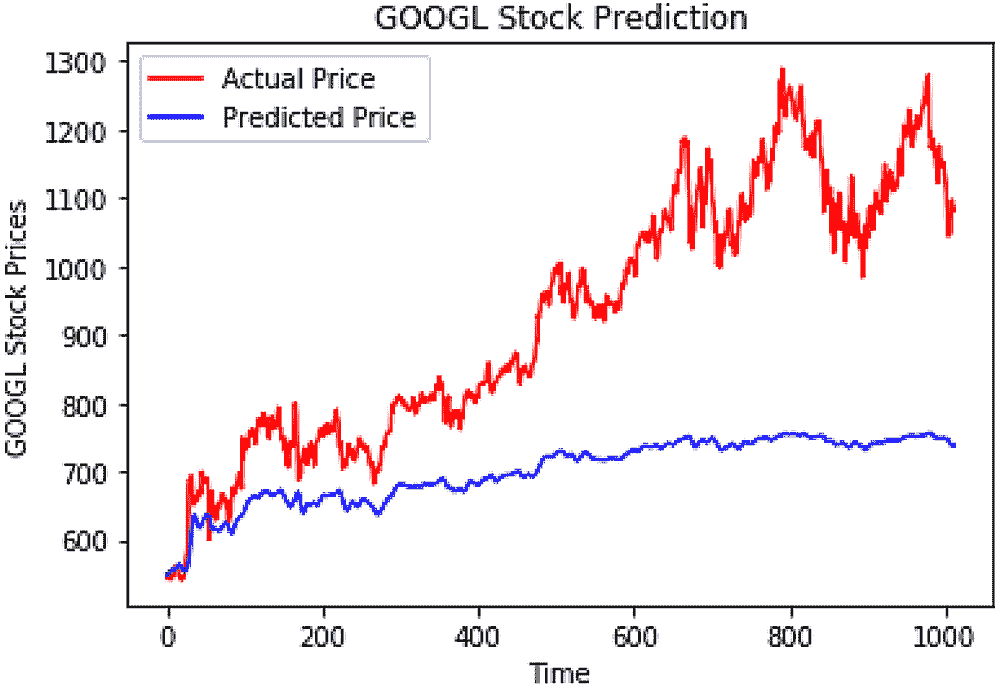 GOOGL Stock Prediction
Actual Price
Predicted Price
GOOGL Stock Prices
1300
1200
1100
1000
900
800
700
600
0 200 400 600 800 1000
Time